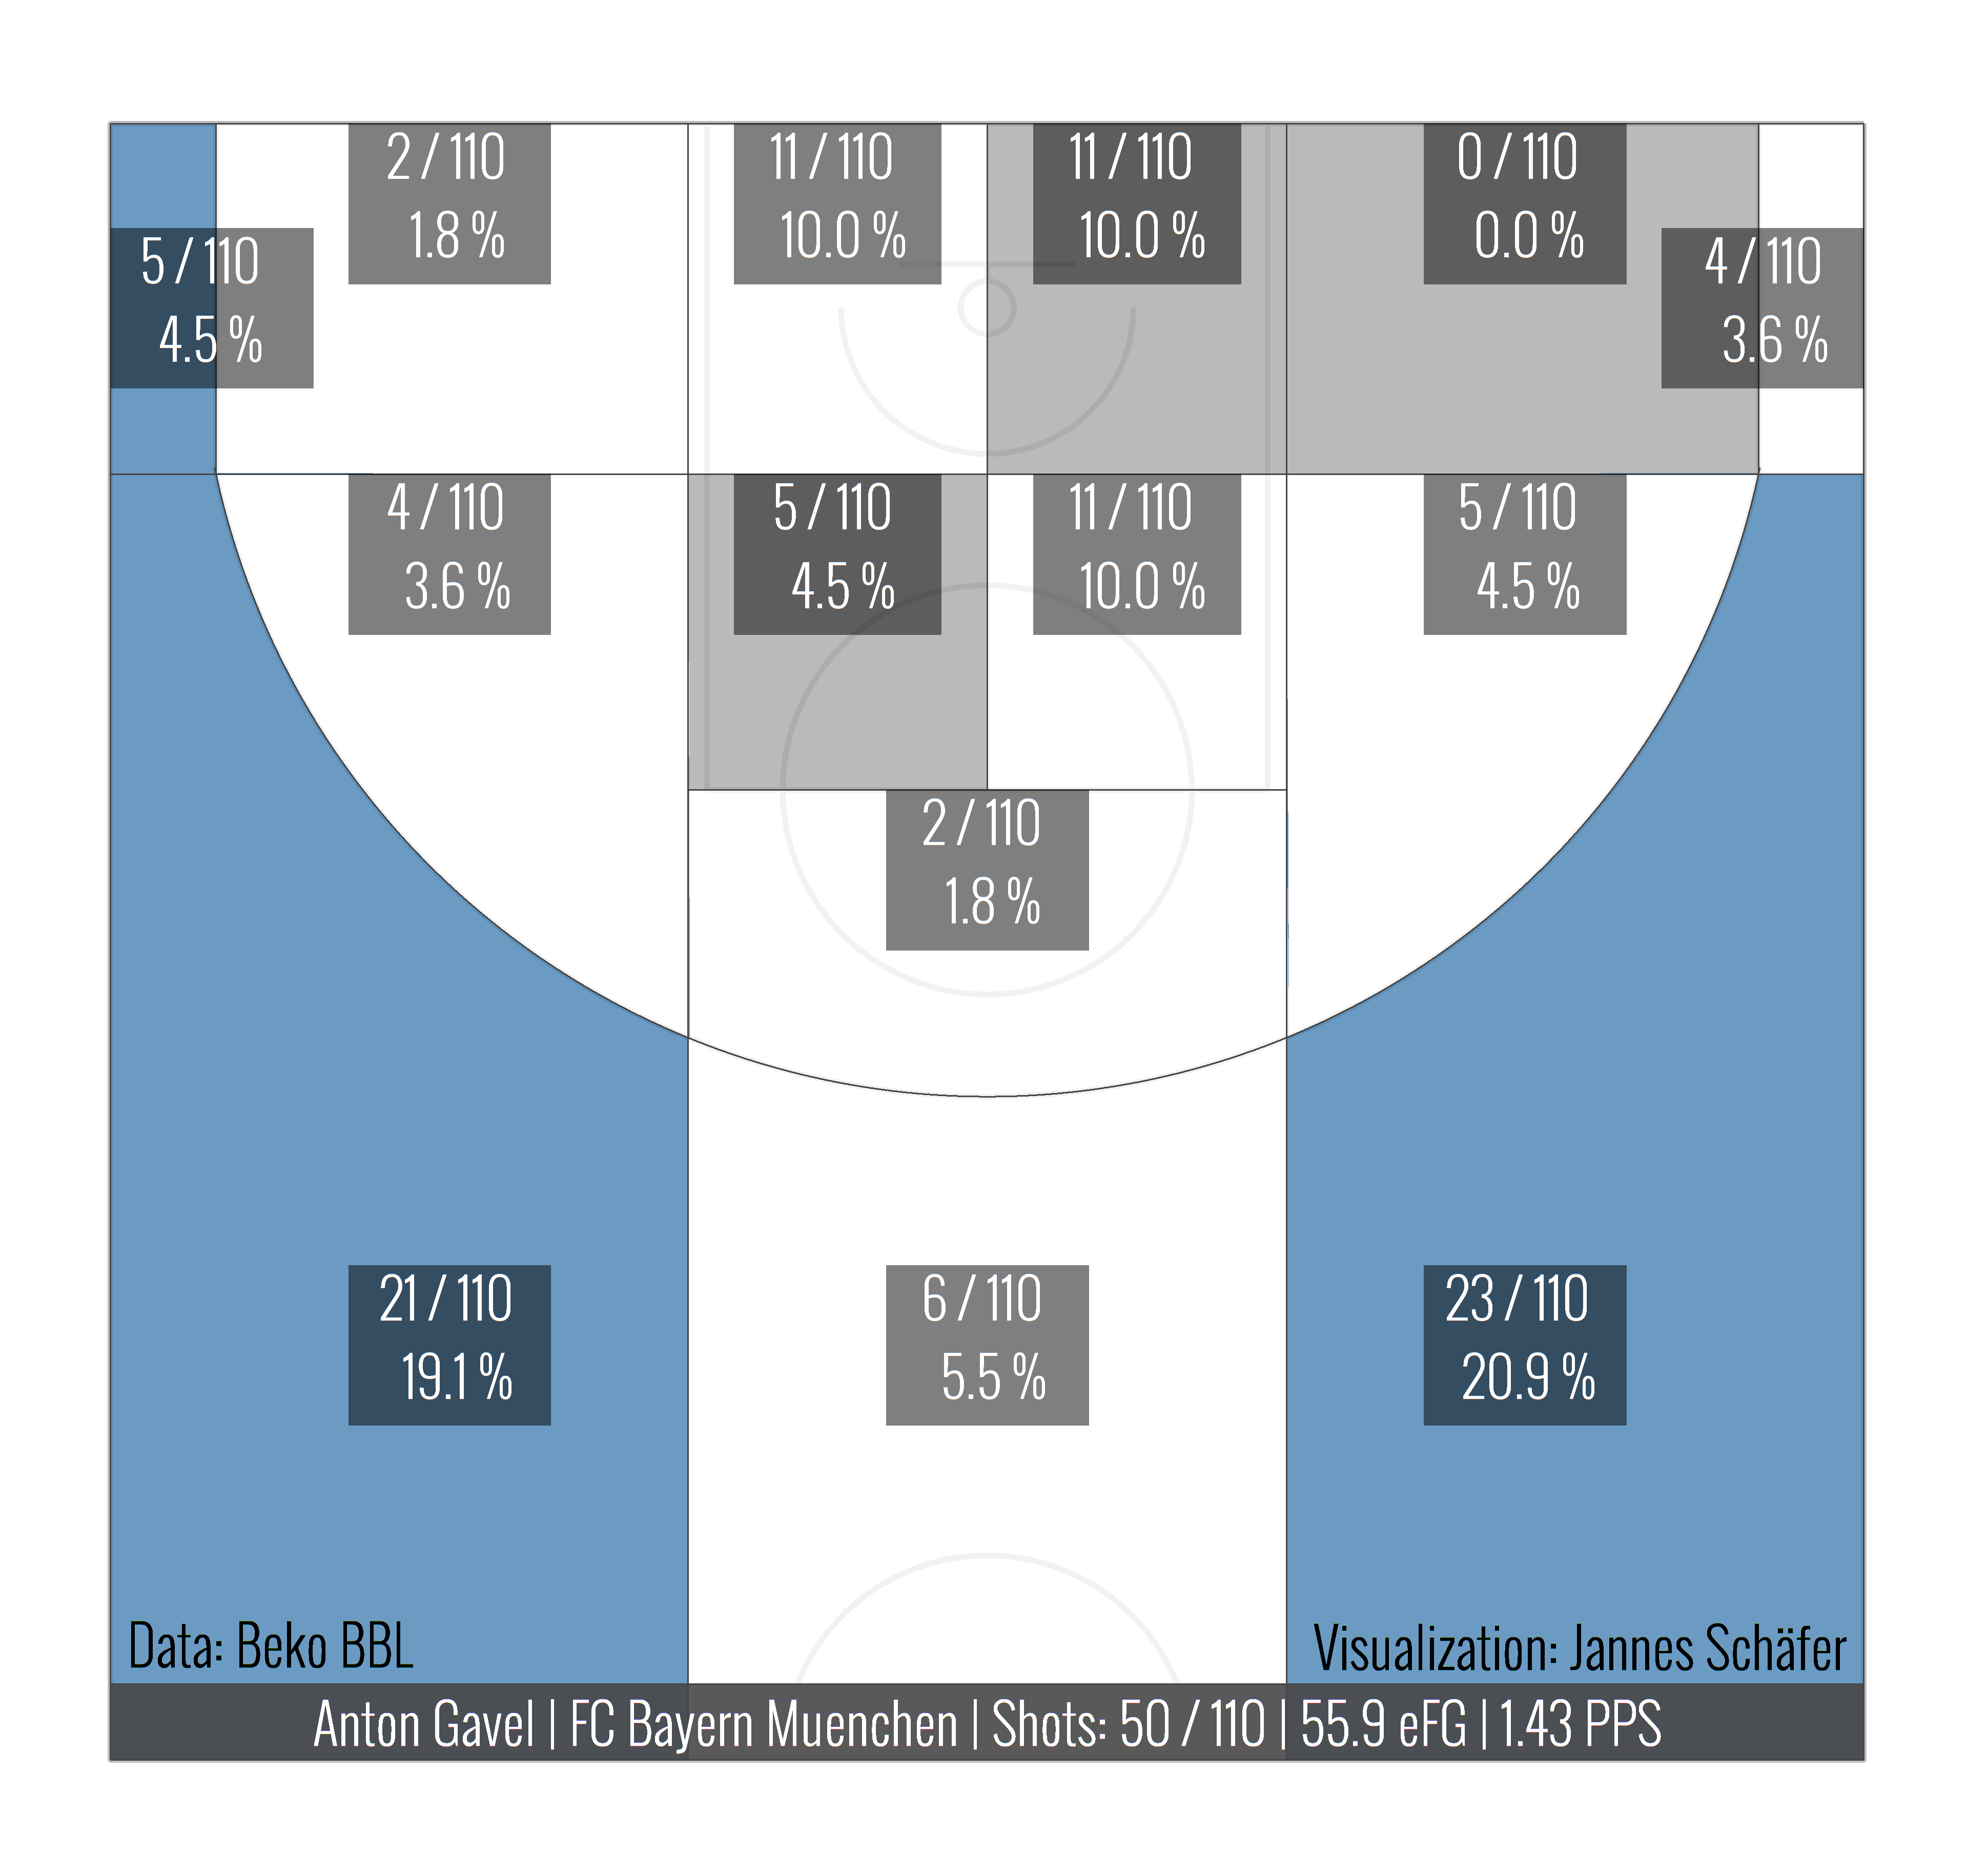 2 / 110
1.8 %
11 / 110
10.0 %
11 / 110
10.0 %
0 / 110
0.0 %
5 / 110
4.5 %
4 / 110
3.6 %
4 / 110
3.6 %
5 / 110
4.5 %
11 / 110
10.0 %
5 / 110
4.5 %
2 / 110
1.8 %
21 / 110
19.1 %
6 / 110
5.5 %
23 / 110
20.9 %
Data: Beko BBL
Visualization: Jannes Schäfer
Anton Gavel | FC Bayern Muenchen | Shots: 50 / 110 | 55.9 eFG | 1.43 PPS